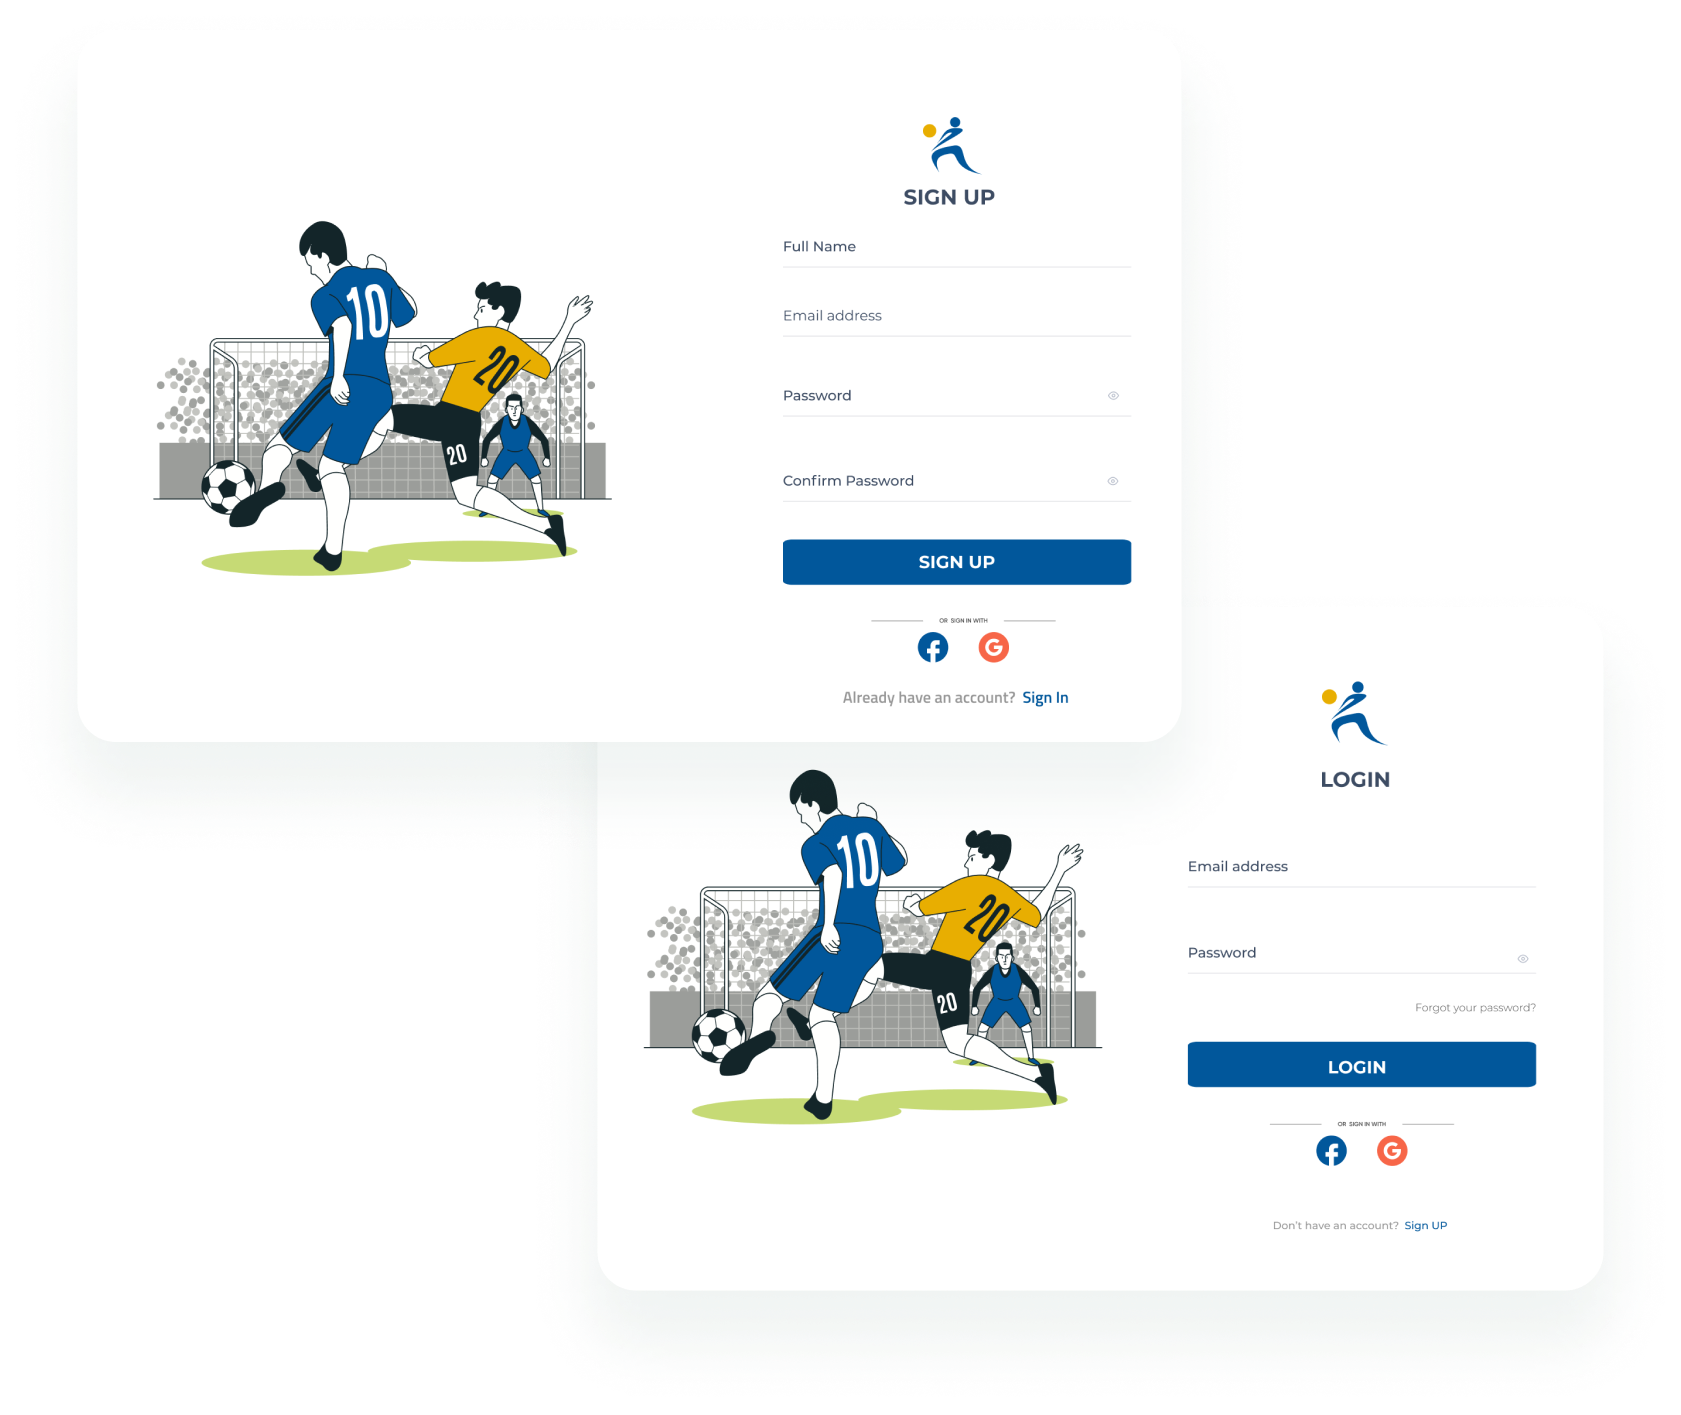 SIGN UP
Full Name
Email address
Password
Confirm Password
SIGN UP
OR SIGN IN WITH
Already have an account? Sign In
10
20
20
LOGIN
Email address
Password
Forgot your password?
LOGIN
OR SIGN IN WITH
Don't have an account? Sign UP
10
20
20